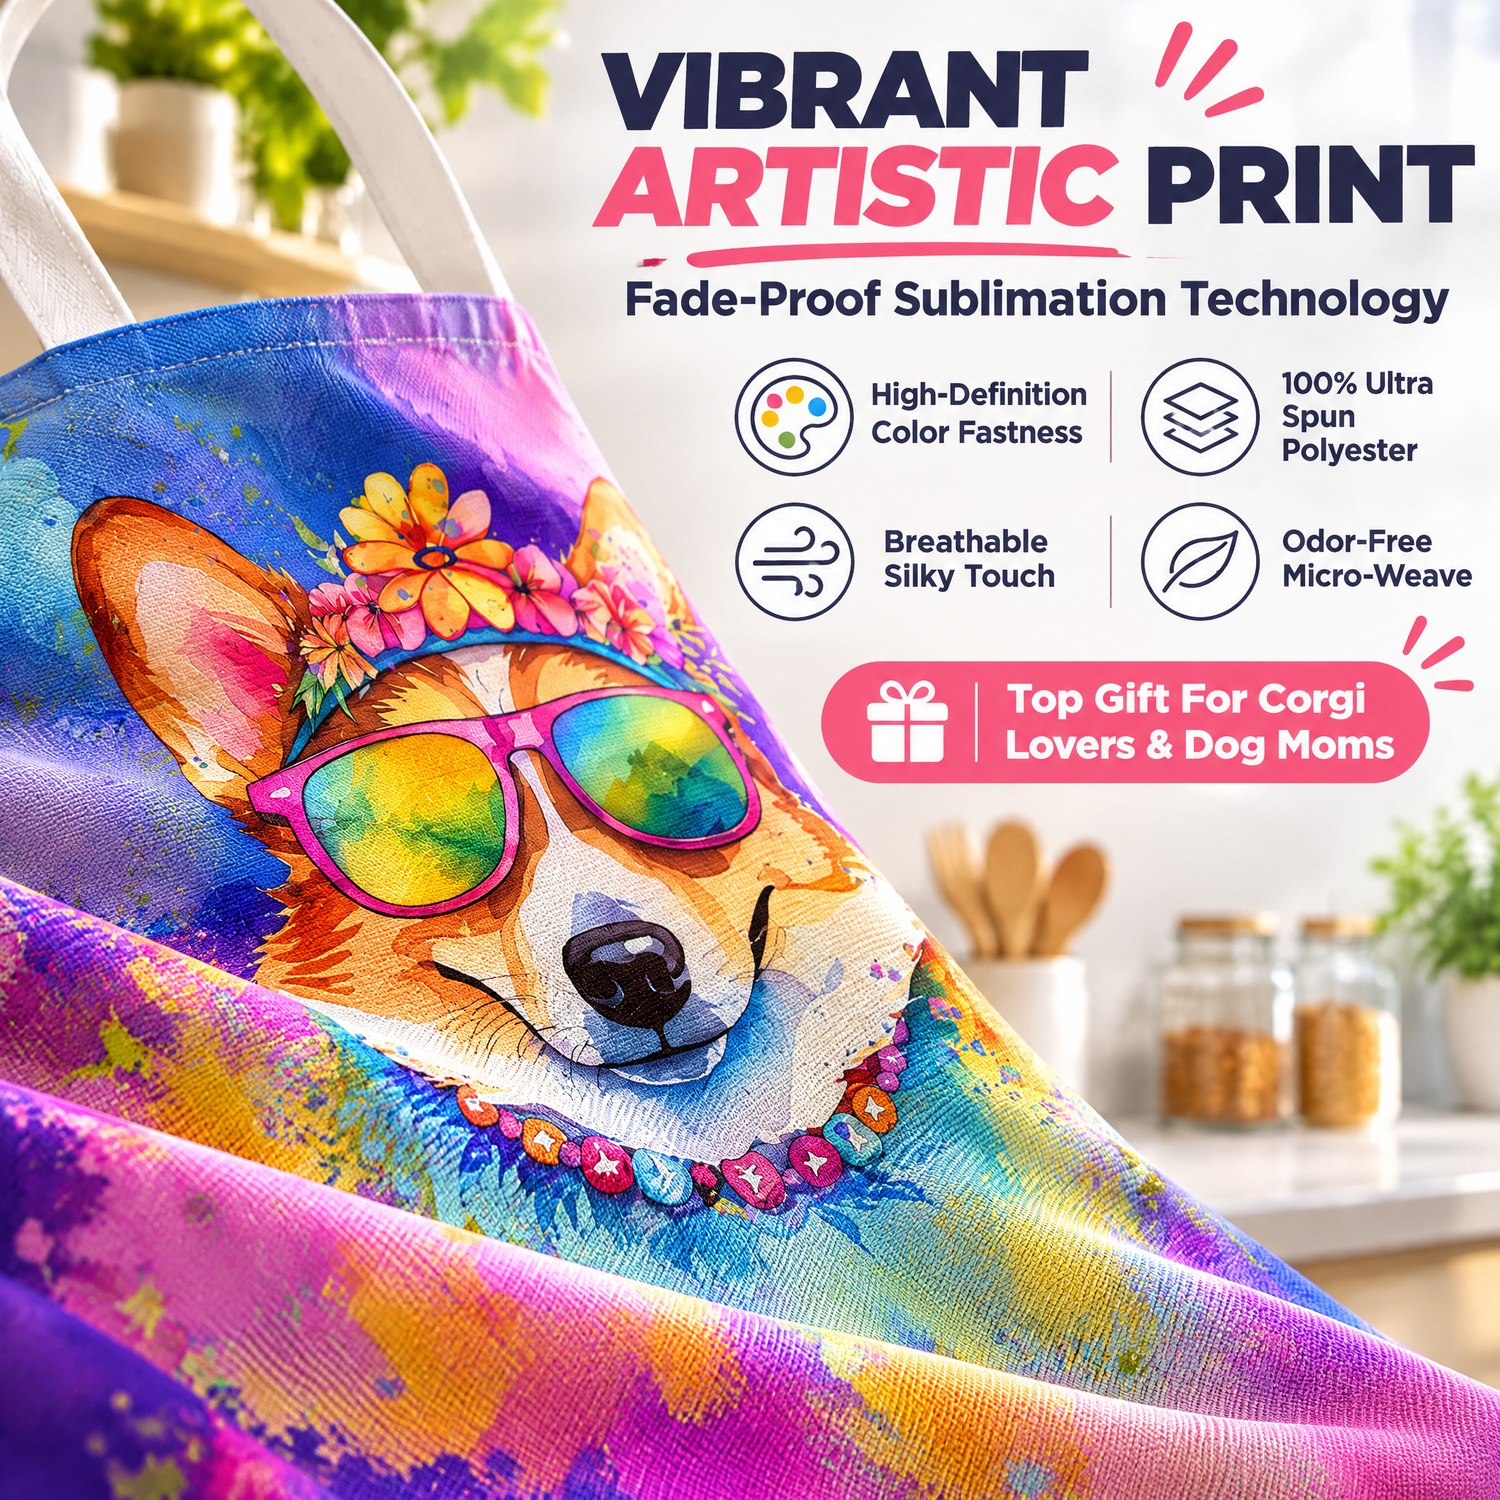 VIBRANT
ARTISTIC PRINT
Fade-Proof Sublimation Technology
High-Definition
Color Fastness
100% Ultra
Spun
Polyester
Breathable
Silky Touch
Odor-Free
Micro-Weave
Top Gift For Corgi
Lovers & Dog Moms